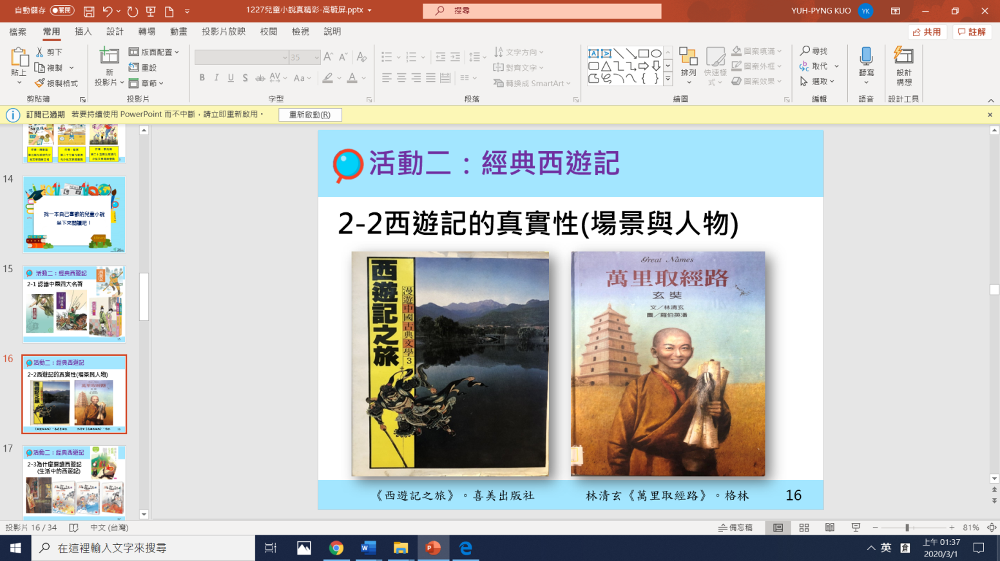 自動儲存 關閉
1227兒童小說真精彩-高毓屏.pptx
搜尋
YUH-PYNG KUO YK
檔案 常用 插入 設計 轉場 動畫 投影片放映 校閱 檢視 說明
共用 註解
貼上
剪下
複製
複製格式
剪貼簿
新
投影片
版面配置
重設
章節
投影片
35
B I U S ab AV Aa A
字型
文字方向
對齊文字
轉換成 SmartArt
段落
排列
快速樣
式
圖案填滿
圖案外框
圖案效果
繪圖
尋找
取代
選取
編輯
聽寫
語音
設計
構想
設計工具
訂閱已過期 若要持續使用 PowerPoint 而不中斷，請立即重新啟用。
重新啟動(R)
14
找一本自己喜歡的兒童小說
坐下來閱讀吧！
15
活動二：經典西遊記
2-1 認識中國四大名著
16
活動二：經典西遊記
2-2西遊記的真實性(場景與人物)
17
活動二：經典西遊記
2-3為什麼要讀西遊記
(生活中的西遊記)
活動二：經典西遊記
2-2西遊記的真實性(場景與人物)
西遊記之旅
漫遊中國古典文學3
Great Names
萬里取經路
玄奘
文／林清玄
圖／羅伯英潘
《西遊記之旅》。喜美出版社
林清玄《萬里取經路》。格林
16
投影片 16 / 34 中文 (台灣)
備忘稿
81%
在這裡輸入文字來搜尋
英
倉
上午 01:37
2020/3/1